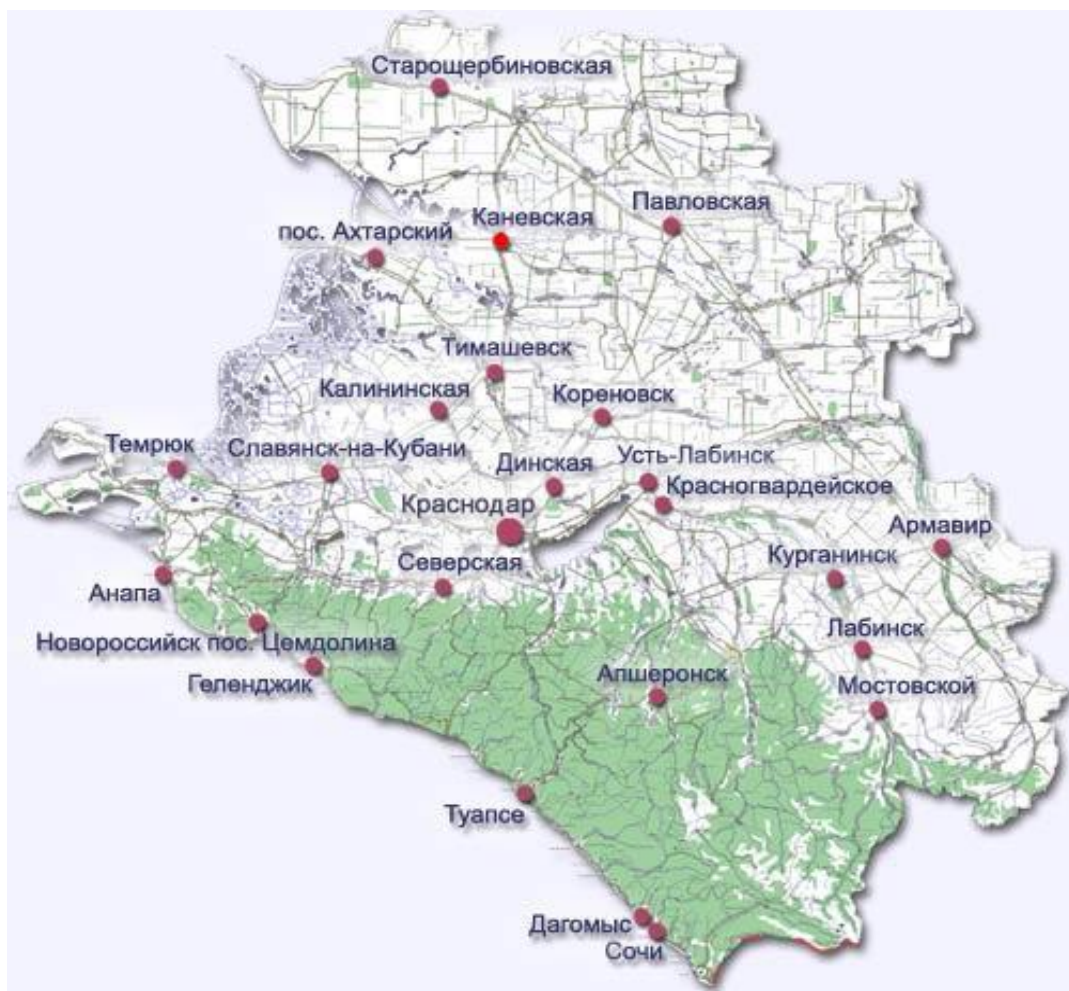 Старощербиновская
Павловская
Каневская
пос. Ахтарский
Тимашевск
Калининская
Кореновск
Темрюк
Славянск-на-Кубани
Усть-Лабинск
Динская
Красногвардейское
Краснодар
Армавир
Северская
Курганинск
Анапа
Новороссийск пос. Цемдолина
Лабинск
Геленджик
Апшеронск
Мостовской
Туапсе
Дагомыс
Сочи